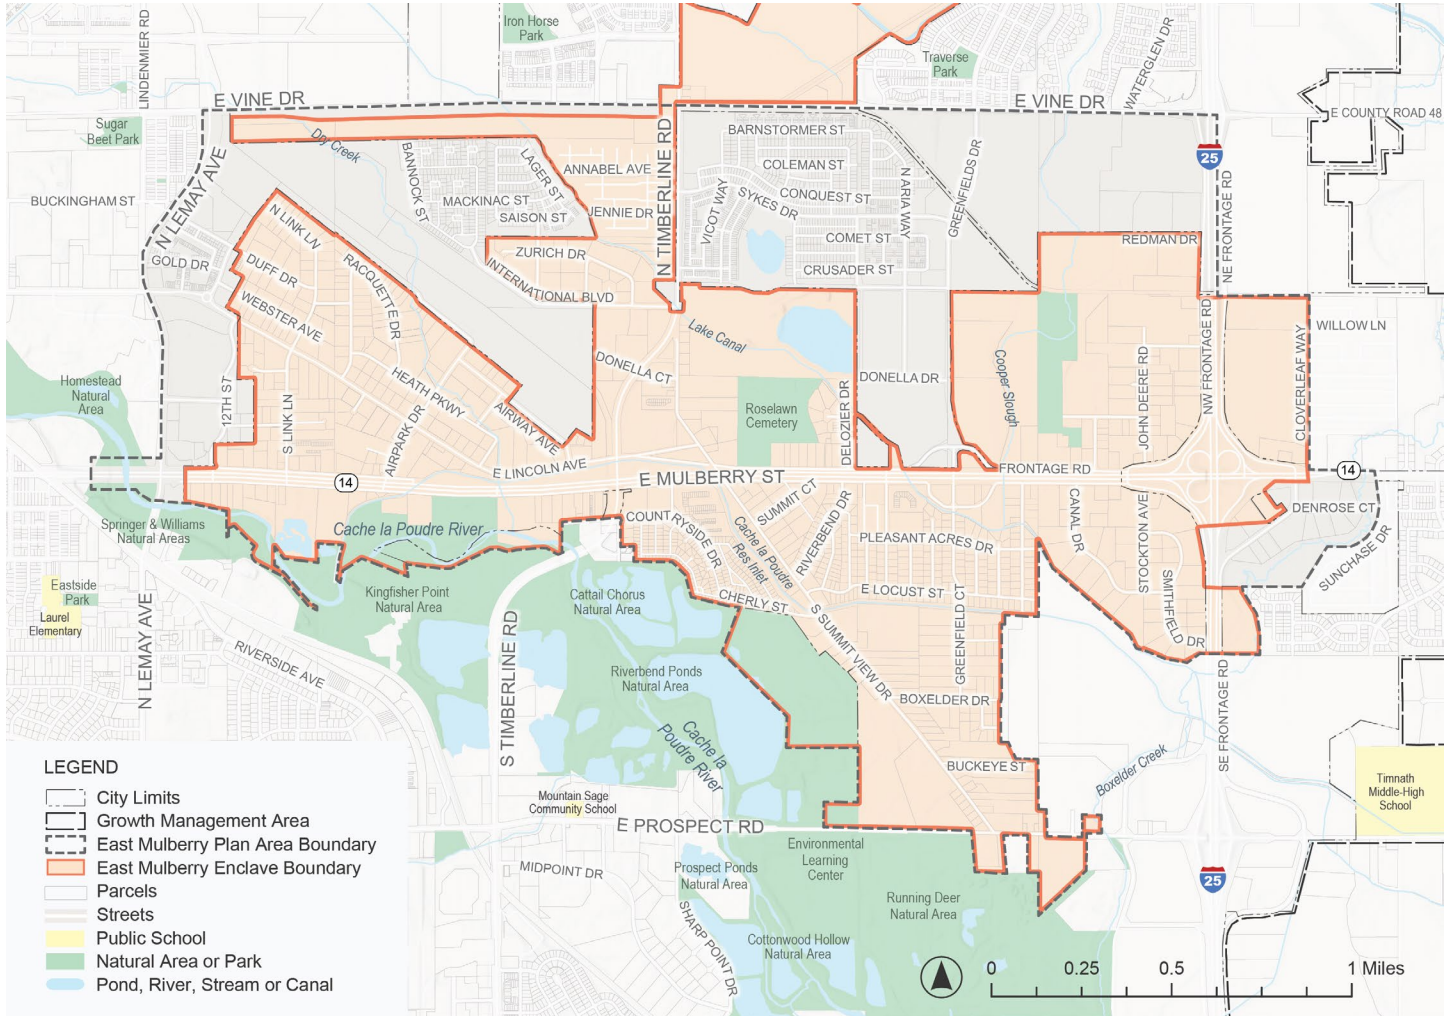 Iron Horse
Park
LINDENMIER RD
Traverse
Park
WATERGLEN DR
E VINE DR
E VINE DR
E COUNTY ROAD 48
Sugar
Beet Park
Dry Creek
BANNOCK ST
LAGER ST
ANNABEL AVE
N TIMBERLINE RD
BARNSTORMER ST
COLEMAN ST
CONQUEST ST
N ARIA WAY
GREENFIELDS DR
25
NE FRONTAGE RD
BUCKINGHAM ST
N LEMAY AVE
MACKINAC ST
SAISON ST
JENNIE DR
VICOT WAY
SYKES DR
COMET ST
CRUSADER ST
REDMAN DR
N LINK LN
ZURICH DR
INTERNATIONAL BLVD
GOLD DR
DUFF DR
RACQUETTE DR
WEBSTER AVE
Lake Canal
WILLOW LN
NW FRONTAGE RD
CLOVERLEAF WAY
JOHN DEERE RD
Cooper Slough
DONELLA CT
DONELLA DR
DELOZIER DR
Homestead
Natural
Area
12TH ST
S LINK LN
HEATH PKWY
AIRWAY AVE
AIRPARK DR
Roselawn
Cemetery
E LINCOLN AVE
E MULBERRY ST
FRONTAGE RD
14
14
Springer & Williams
Natural Areas
Cache la Poudre River
COUNT RYSIDE DR
SUMMIT CT
RIVERBEND DR
Cache la Poudre
Res Inlet
PLEASANT ACRES DR
CANAL DR
STOCKTON AVE
DENROSE CT
SUNCHASE DR
Eastside
Park
Laurel
Elementary
Kingfisher Point
Natural Area
Cattail Chorus
Natural Area
CHERLY ST
E LOCUST ST
GREENFIELD CT
SMITHFIELD DR
N LEMAY AVE
RIVERSIDE AVE
S TIMBERLINE RD
Riverbend Ponds
Natural Area
S SUMMIT VIEW DR
BOXELDER DR
SE FRONTAGE RD
Cache la
Poudre River
BUCKEYE ST
Boxelder Creek
Mountain Sage
Community School
E PROSPECT RD
Timnath
Middle-High
School
MIDPOINT DR
Prospect Ponds
Natural Area
Environmental
Learning
Center
25
SHARP POINT DR
Running Deer
Natural Area
Cottonwood Hollow
Natural Area
LEGEND
City Limits
Growth Management Area
East Mulberry Plan Area Boundary
East Mulberry Enclave Boundary
Parcels
Streets
Public School
Natural Area or Park
Pond, River, Stream or Canal
0 0.25 0.5 1 Miles